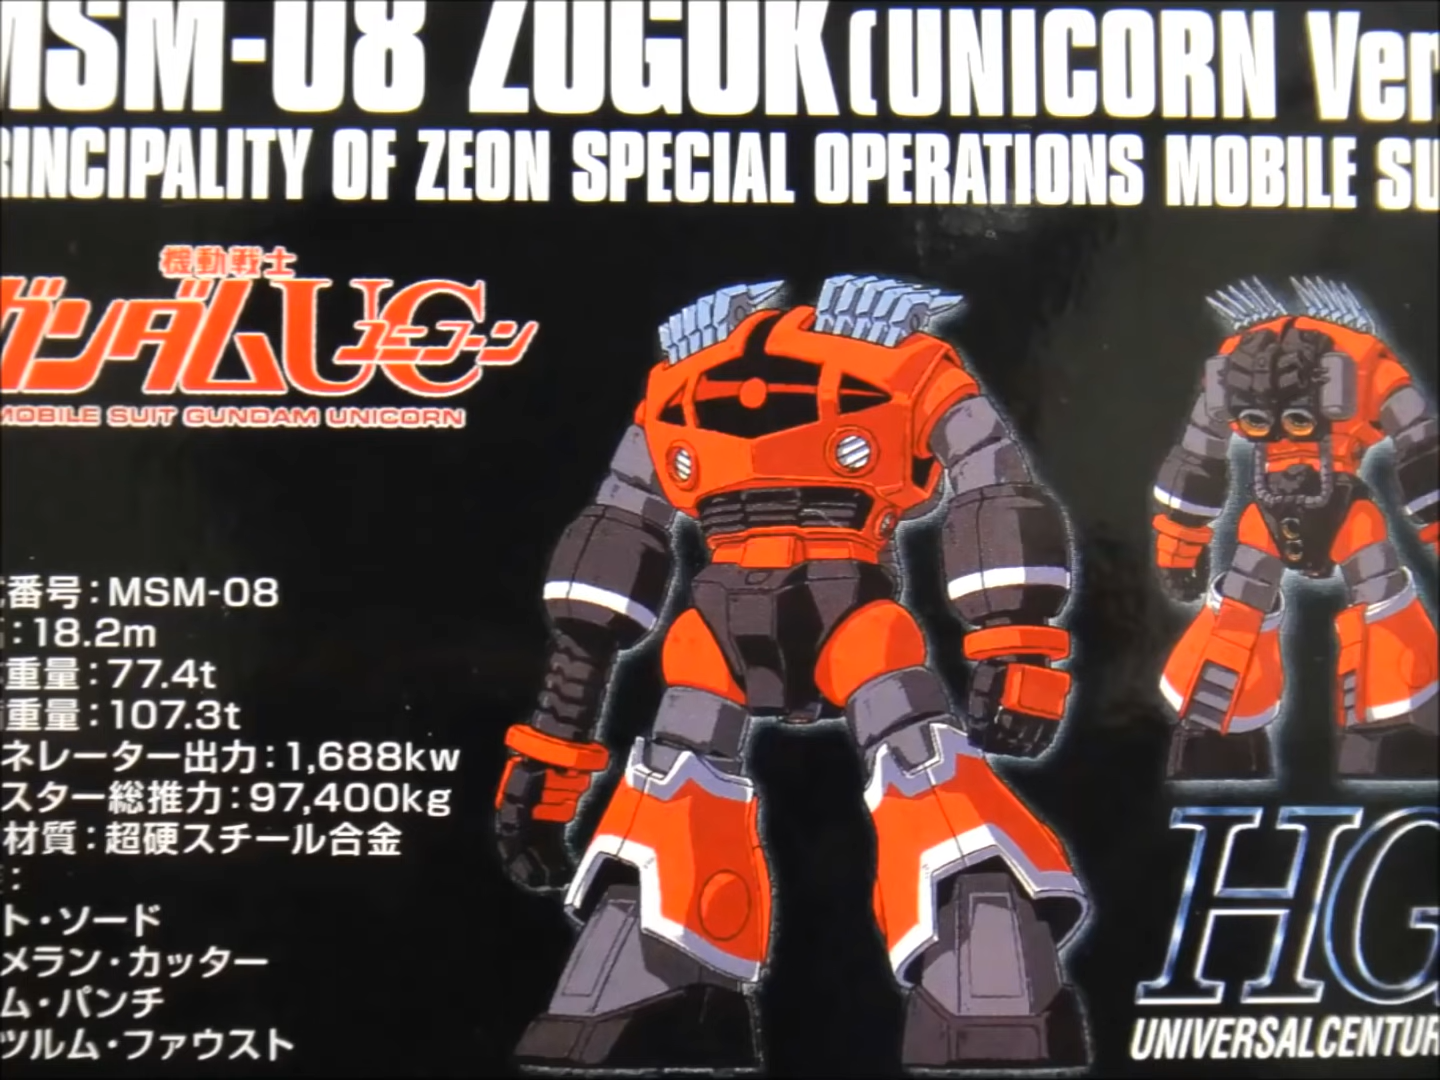 MSM-08 ZOGOK (UNICORN Ver
RINCIPALITY OF ZEON SPECIAL OPERATIONS MOBILE SU
機動戦士
ガンダムUC
ユニコーン
MOBILE SUIT GUNDAM UNICORN
番号：MSM-08
：18.2m
重量：77.4t
重量：107.3t
ネレーター出力：1,688kw
スター総推力：97,400kg
材質：超硬スチール合金
：
ト・ソード
メラン・カッター
ム・パンチ
ツルム・ファウスト
HG
UNIVERSAL CENTUR